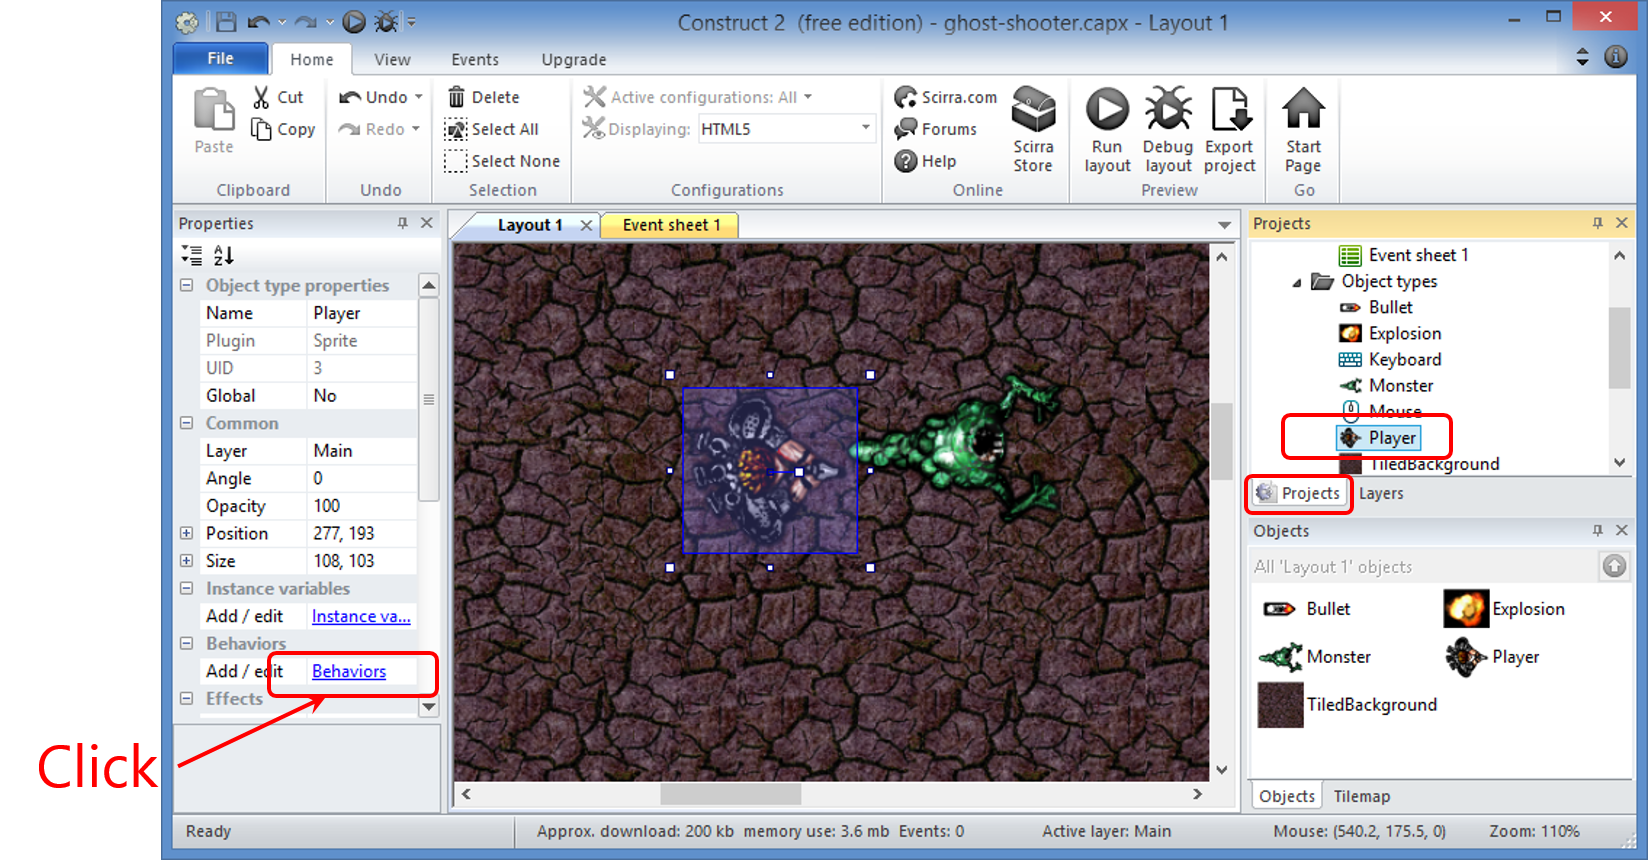 Construct 2 (free edition) - ghost-shooter.capx - Layout 1
File Home View Events Upgrade
Paste
Cut
Copy
Clipboard
Undo
Redo
Undo
Delete
Select All
Select None
Selection
Active configurations: All
Displaying: HTML5
Configurations
Scirra.com
Forums
Help
Scirra
Store
Online
Run
layout
Debug
layout
Export
project
Preview
Start
Page
Go
Properties
Object type properties
Name Player
Plugin Sprite
UID 3
Global No
Common
Layer Main
Angle 0
Opacity 100
Position 277, 193
Size 108, 103
Instance variables
Add / edit Instance va...
Behaviors
Add / edit Behaviors
Effects
Click
Layout 1 Event sheet 1
Projects
Event sheet 1
Object types
Bullet
Explosion
Keyboard
Monster
Mouse
Player
TiledBackground
Projects Layers
Objects
All 'Layout 1' objects
Bullet Explosion
Monster Player
TiledBackground
Objects Tilemap
Ready Approx. download: 200 kb memory use: 3.6 mb Events: 0 Active layer: Main Mouse: (540.2, 175.5, 0) Zoom: 110%